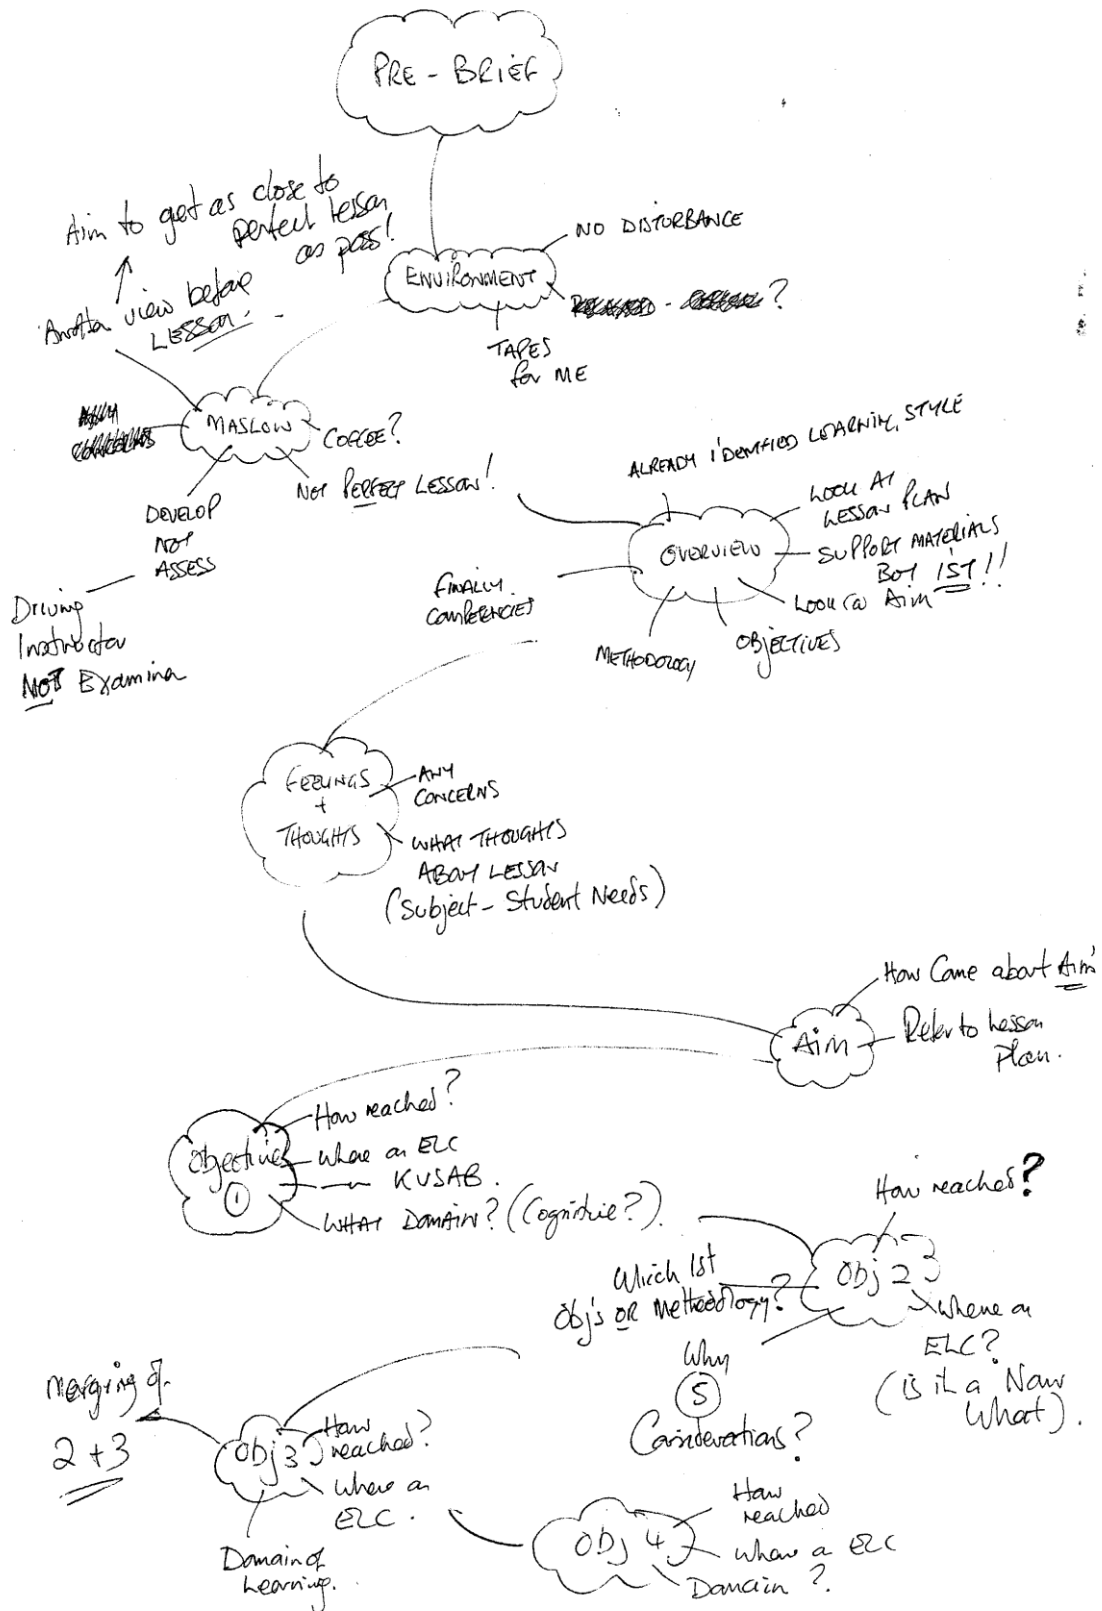 PRE - BRIEF
Aim to get as close to
perfect lesson
as poss!
Another view before
LESSON.
ENVIRONMENT
NO DISTURBANCE
?
TAPES
for ME
MASLOW
COFFEE?
NOT PERFECT LESSON!
DEVELOP
NOT
ASSESS
Driving
Instructor
NOT Examiner
ALREADY IDENTIFIED LEARNING STYLE
OVERVIEW
LOOK AT
LESSON PLAN
SUPPORT MATERIALS
BOT 1ST!!
LOOK @ Aim
OBJECTIVES
METHODOLOGY
FINALLY
COMPETENCIES
FEELINGS
+
THOUGHTS
ANY
CONCERNS
WHAT THOUGHTS
ABOUT LESSON
(Subject - Student Needs)
Aim
How Came about Aim
Refer to Lesson
Plan.
Objective
1
How reached?
where on ELC
KUSAB.
WHAT DOMAIN? (Cognitive?).
Obj 2
How reached?
Which 1st
Obj's OR Methodology?
where on
ELC?
(is it a Now
What).
Why
5
Considerations?
Merging of
2 + 3
Obj 3
How
reached?
where on
ELC.
Domain of
Learning.
OBJ 4
How
reached
where on ELC
Domain?